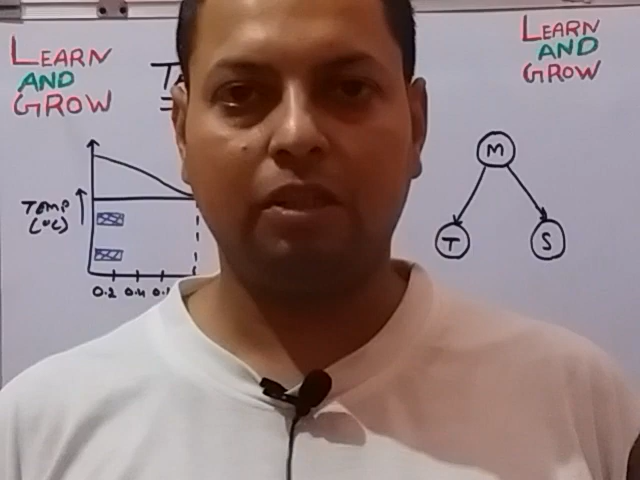 LEARN
AND
GROW
LEARN
AND
GROW
TEMP
(°C)
0.2 0.4
M
T
S